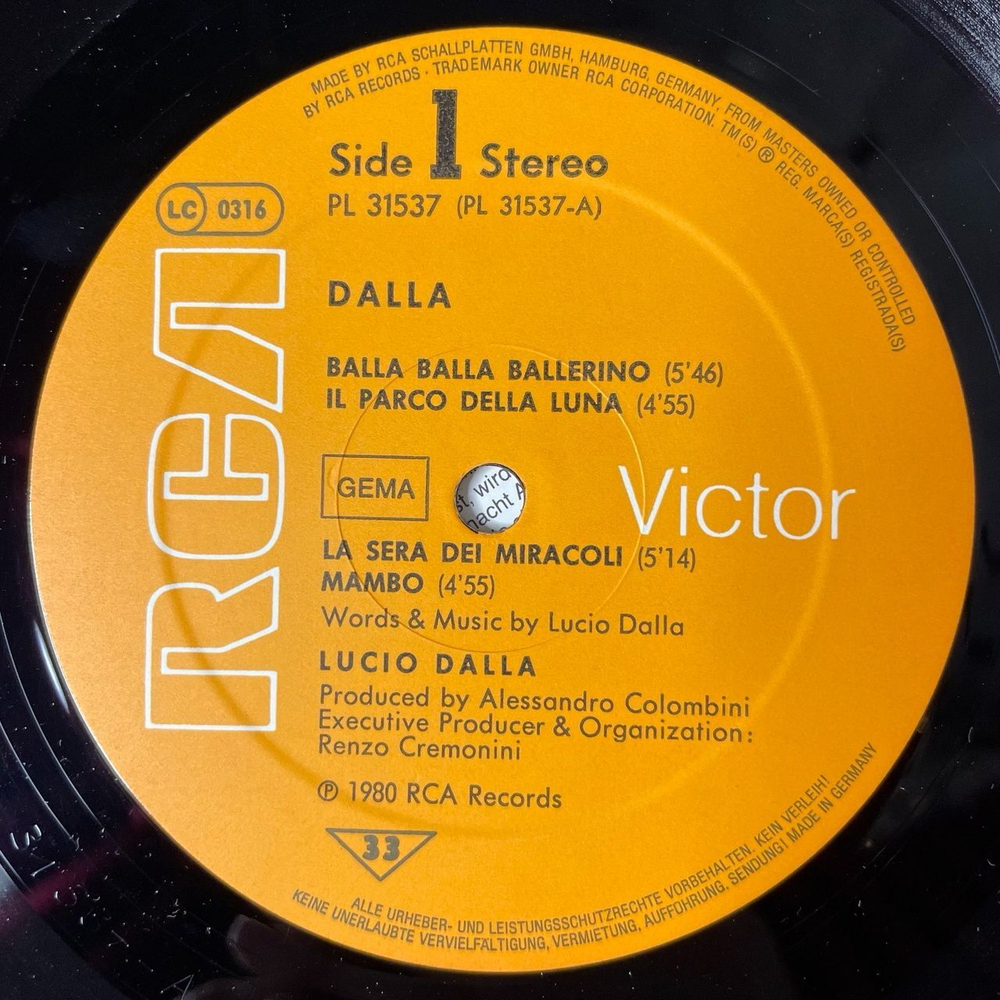 MADE BY RCA SCHALLPLATTEN GMBH, HAMBURG, GERMANY, FROM MASTERS OWNED OR CONTROLLED
BY RCA RECORDS · TRADEMARK OWNER RCA CORPORATION. TM(S) ® REG. MARCA(S) REGISTRADA(S)
Side 1 Stereo
LC 0316
PL 31537 (PL 31537-A)
RCA
DALLA
BALLA BALLA BALLERINO (5'46)
IL PARCO DELLA LUNA (4'55)
GEMA
st, wird
nacht A
Victor
LA SERA DEI MIRACOLI (5'14)
MAMBO (4'55)
Words & Music by Lucio Dalla
LUCIO DALLA
Produced by Alessandro Colombini
Executive Producer & Organization:
Renzo Cremonini
℗ 1980 RCA Records
33
ALLE URHEBER- UND LEISTUNGSSCHUTZRECHTE VORBEHALTEN. KEIN VERLEIH!
KEINE UNERLAUBTE VERVIELFÄLTIGUNG, VERMIETUNG, AUFFÜHRUNG, SENDUNG! MADE IN GERMANY